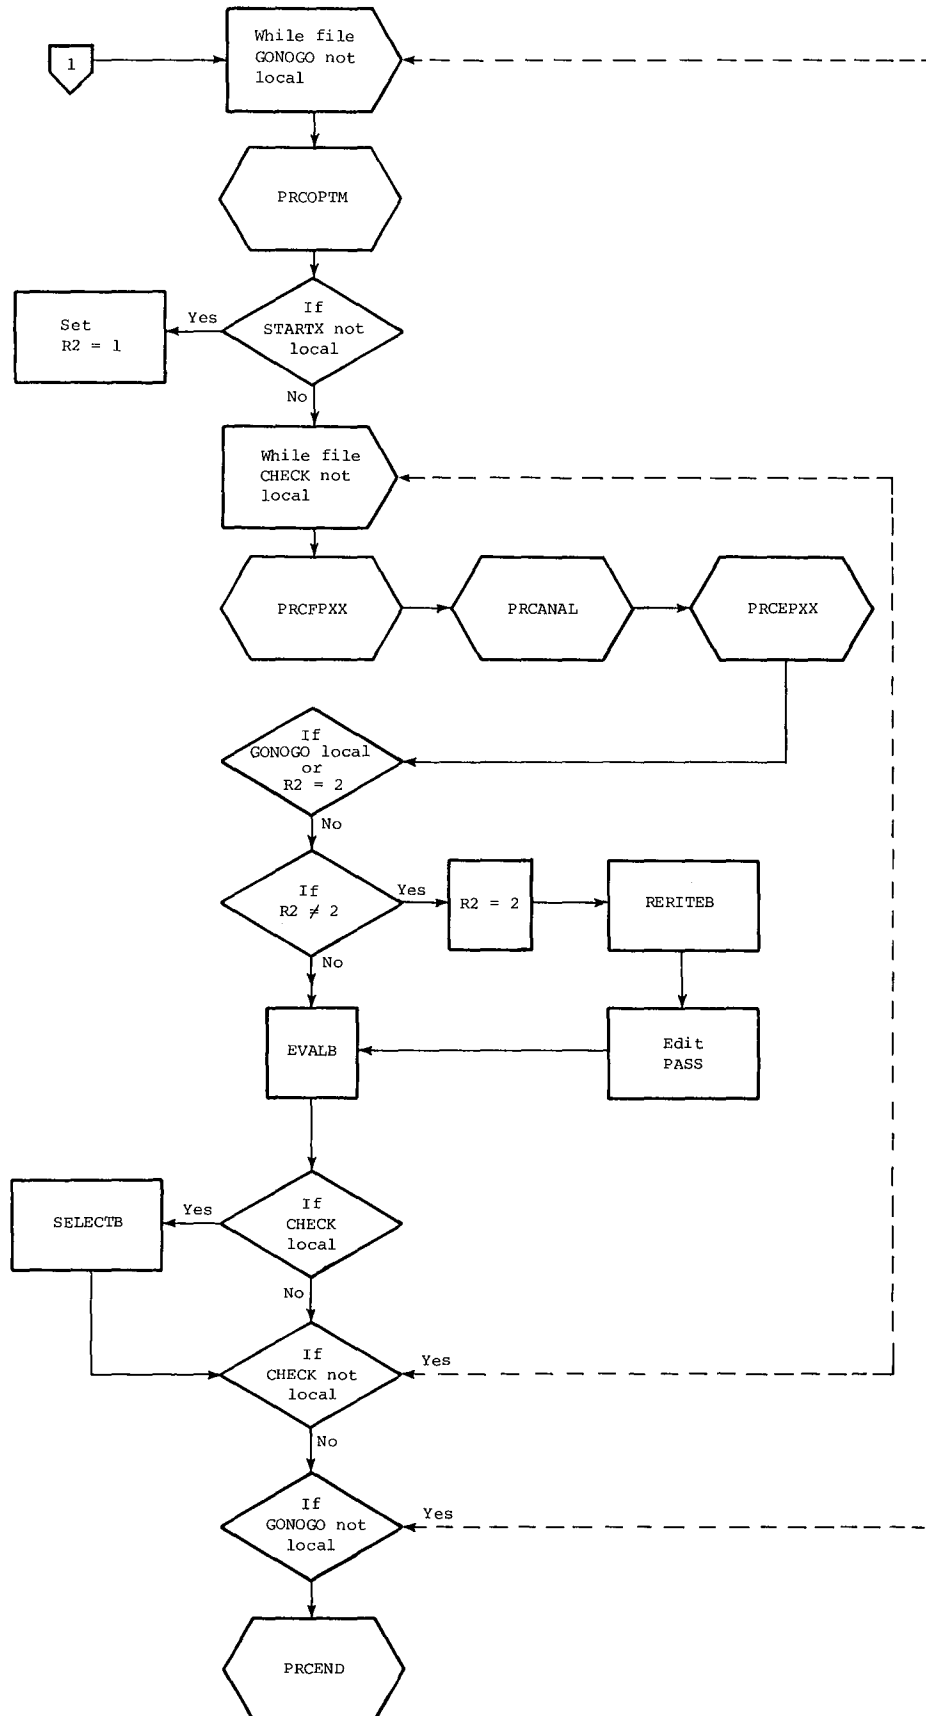 1
While file
GONOGO not
local
PRCOPTM
If
STARTX not
local
Yes
Set
R2 = 1
No
While file
CHECK not
local
PRCFPXX
PRCANAL
PRCEPXX
If
GONOGO local
or
R2 = 2
No
If
R2 ≠ 2
Yes
R2 = 2
RERITEB
No
EVALB
Edit
PASS
If
CHECK
local
Yes
SELECTB
No
If
CHECK not
local
Yes
No
If
GONOGO not
local
Yes
PRCEND